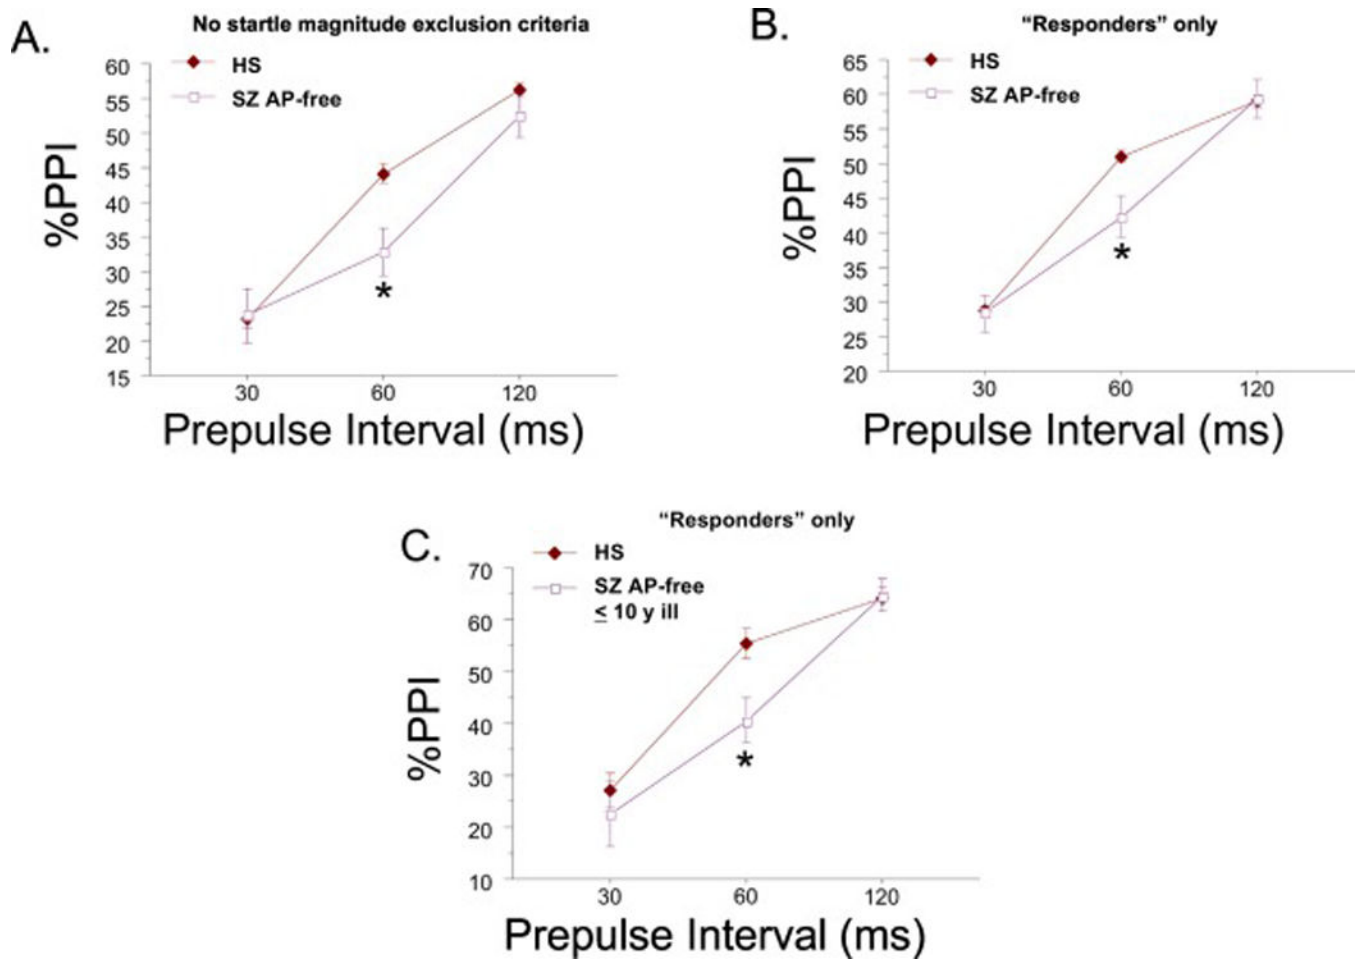 A.
No startle magnitude exclusion criteria
HS
SZ AP-free
60
55
50
45
40
35
30
25
20
15
%PPI
30 60 120
Prepulse Interval (ms)
*
B.
“Responders” only
HS
SZ AP-free
65
60
55
50
45
40
35
30
25
20
%PPI
30 60 120
Prepulse Interval (ms)
*
C.
“Responders” only
HS
SZ AP-free
≤ 10 y ill
70
60
50
40
30
20
10
%PPI
30 60 120
Prepulse Interval (ms)
*